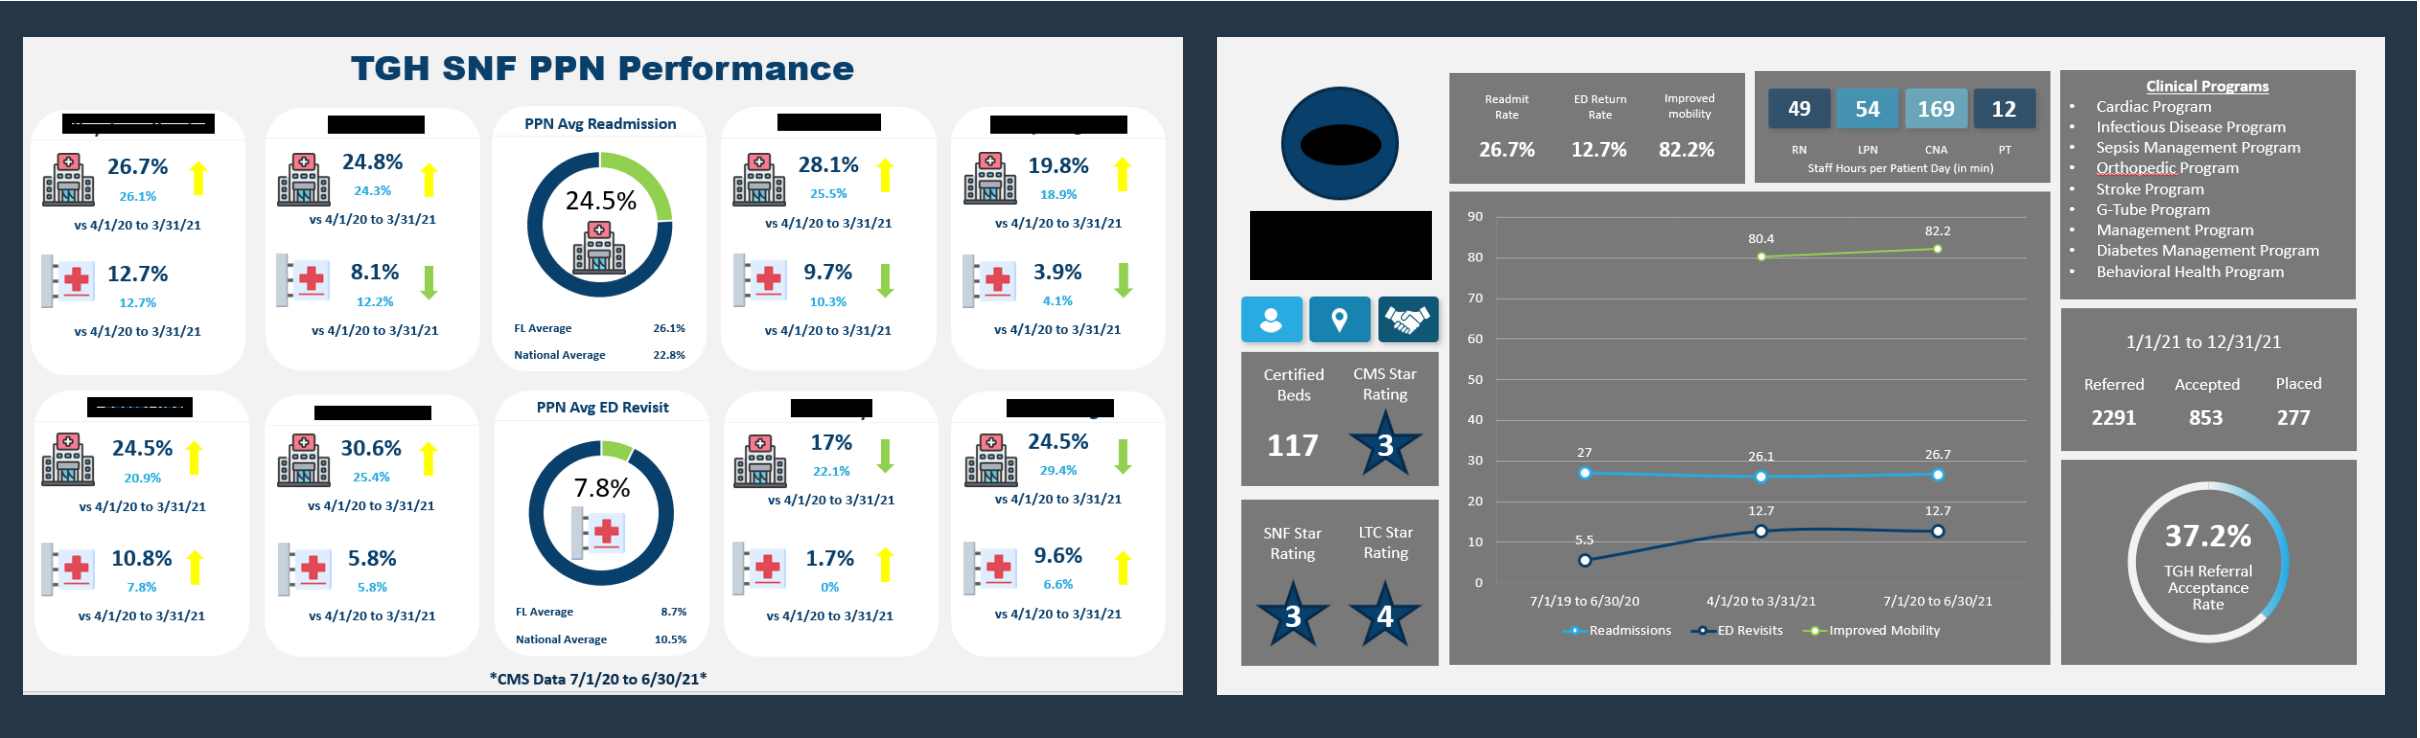 TGH SNF PPN Performance
26.7%
26.1%
vs 4/1/20 to 3/31/21
12.7%
12.7%
vs 4/1/20 to 3/31/21
24.8%
24.3%
vs 4/1/20 to 3/31/21
8.1%
12.2%
vs 4/1/20 to 3/31/21
PPN Avg Readmission
24.5%
FL Average 26.1%
National Average 22.8%
28.1%
25.5%
vs 4/1/20 to 3/31/21
9.7%
10.3%
vs 4/1/20 to 3/31/21
19.8%
18.9%
vs 4/1/20 to 3/31/21
3.9%
4.1%
vs 4/1/20 to 3/31/21
24.5%
20.9%
vs 4/1/20 to 3/31/21
10.8%
7.8%
vs 4/1/20 to 3/31/21
30.6%
25.4%
vs 4/1/20 to 3/31/21
5.8%
5.8%
vs 4/1/20 to 3/31/21
PPN Avg ED Revisit
7.8%
FL Average 8.7%
National Average 10.5%
17%
22.1%
vs 4/1/20 to 3/31/21
1.7%
0%
vs 4/1/20 to 3/31/21
24.5%
29.4%
vs 4/1/20 to 3/31/21
9.6%
6.6%
vs 4/1/20 to 3/31/21
*CMS Data 7/1/20 to 6/30/21*
Certified
Beds
117
CMS Star
Rating
3
SNF Star
Rating
3
LTC Star
Rating
4
Readmit
Rate
26.7%
ED Return
Rate
12.7%
Improved
mobility
82.2%
49 54 169 12
RN LPN CNA PT
Staff Hours per Patient Day (in min)
90
80
70
60
50
40
30
20
10
0
80.4
82.2
27
26.1
26.7
5.5
12.7
12.7
7/1/19 to 6/30/20 4/1/20 to 3/31/21 7/1/20 to 6/30/21
Readmissions ED Revisits Improved Mobility
Clinical Programs
• Cardiac Program
• Infectious Disease Program
• Sepsis Management Program
• Orthopedic Program
• Stroke Program
• G-Tube Program
• Management Program
• Diabetes Management Program
• Behavioral Health Program
1/1/21 to 12/31/21
Referred Accepted Placed
2291 853 277
37.2%
TGH Referral
Acceptance
Rate